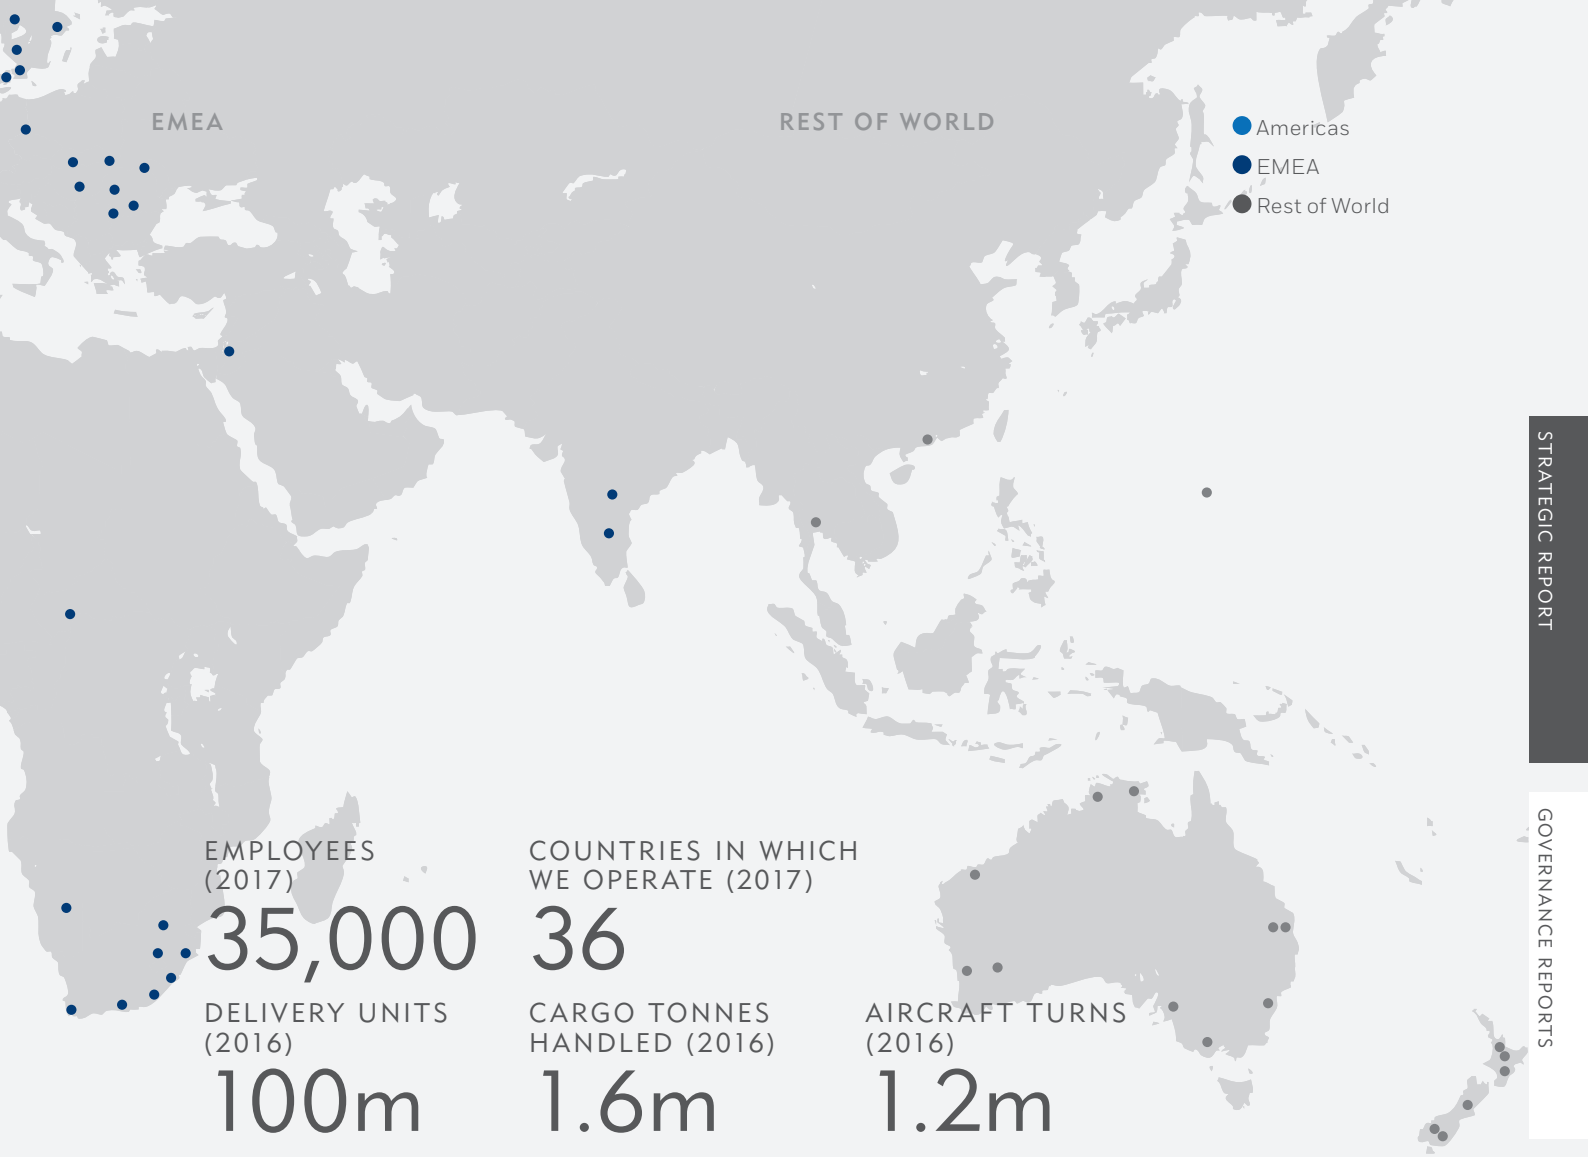 EMEA
REST OF WORLD
Americas
EMEA
Rest of World
STRATEGIC REPORT
GOVERNANCE REPORTS
EMPLOYEES
(2017)
35,000
COUNTRIES IN WHICH
WE OPERATE (2017)
36
DELIVERY UNITS
(2016)
100m
CARGO TONNES
HANDLED (2016)
1.6m
AIRCRAFT TURNS
(2016)
1.2m